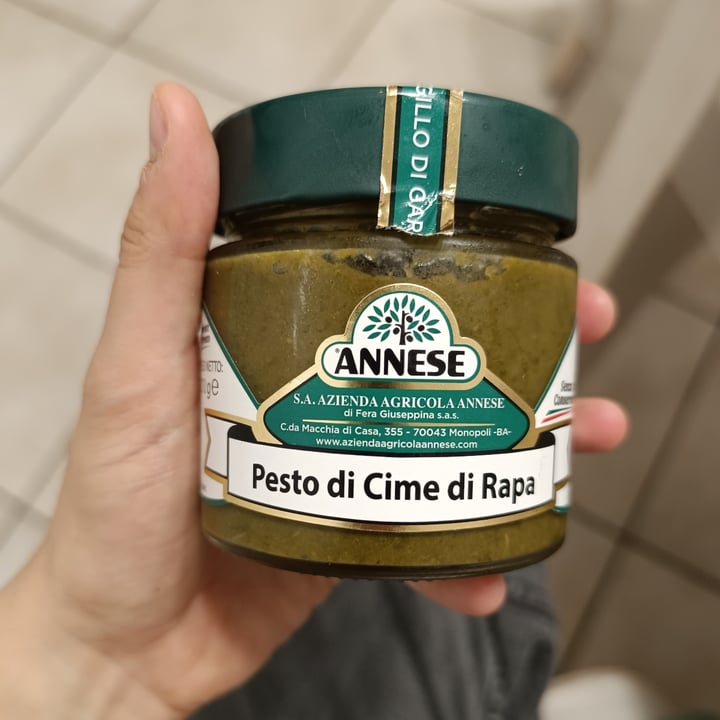 GILLO DI GAR
ANNESE
S.A. AZIENDA AGRICOLA ANNESE
di Fera Giuseppina s.a.s.
C.da Macchia di Casa, 355 - 70043 Monopoli -BA-
www.aziendaagricolaannese.com
Pesto di Cime di Rapa
NETTO:
g e